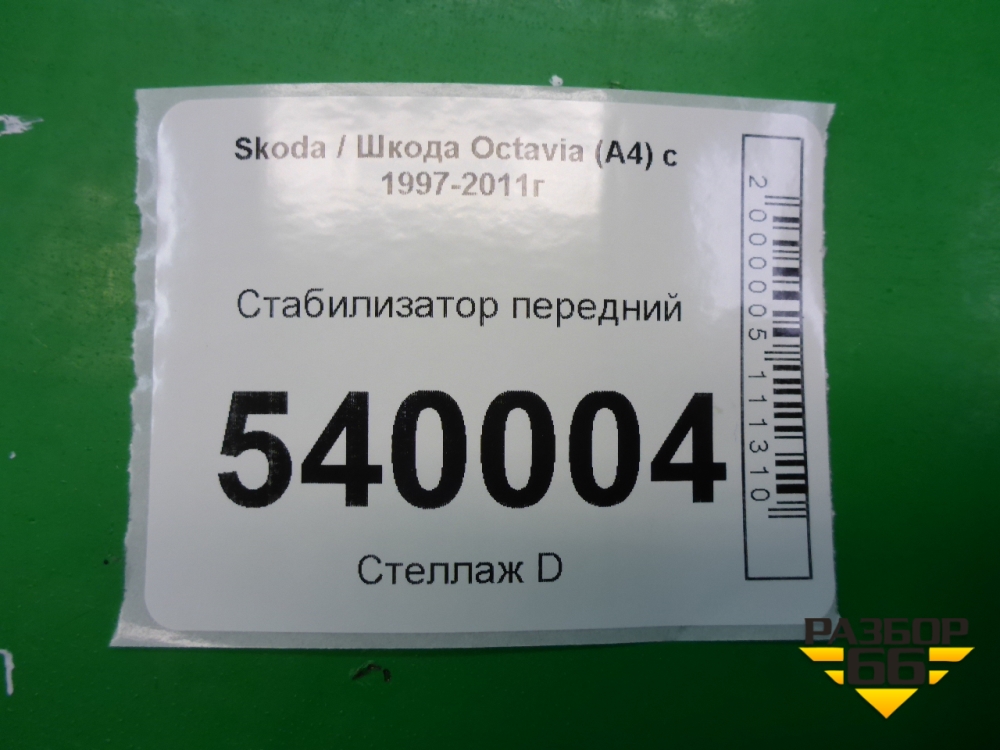 Skoda / Шкода Octavia (A4) с
1997-2011г
Стабилизатор передний
540004
Стеллаж D
2000005111310
РАЗБОР
66